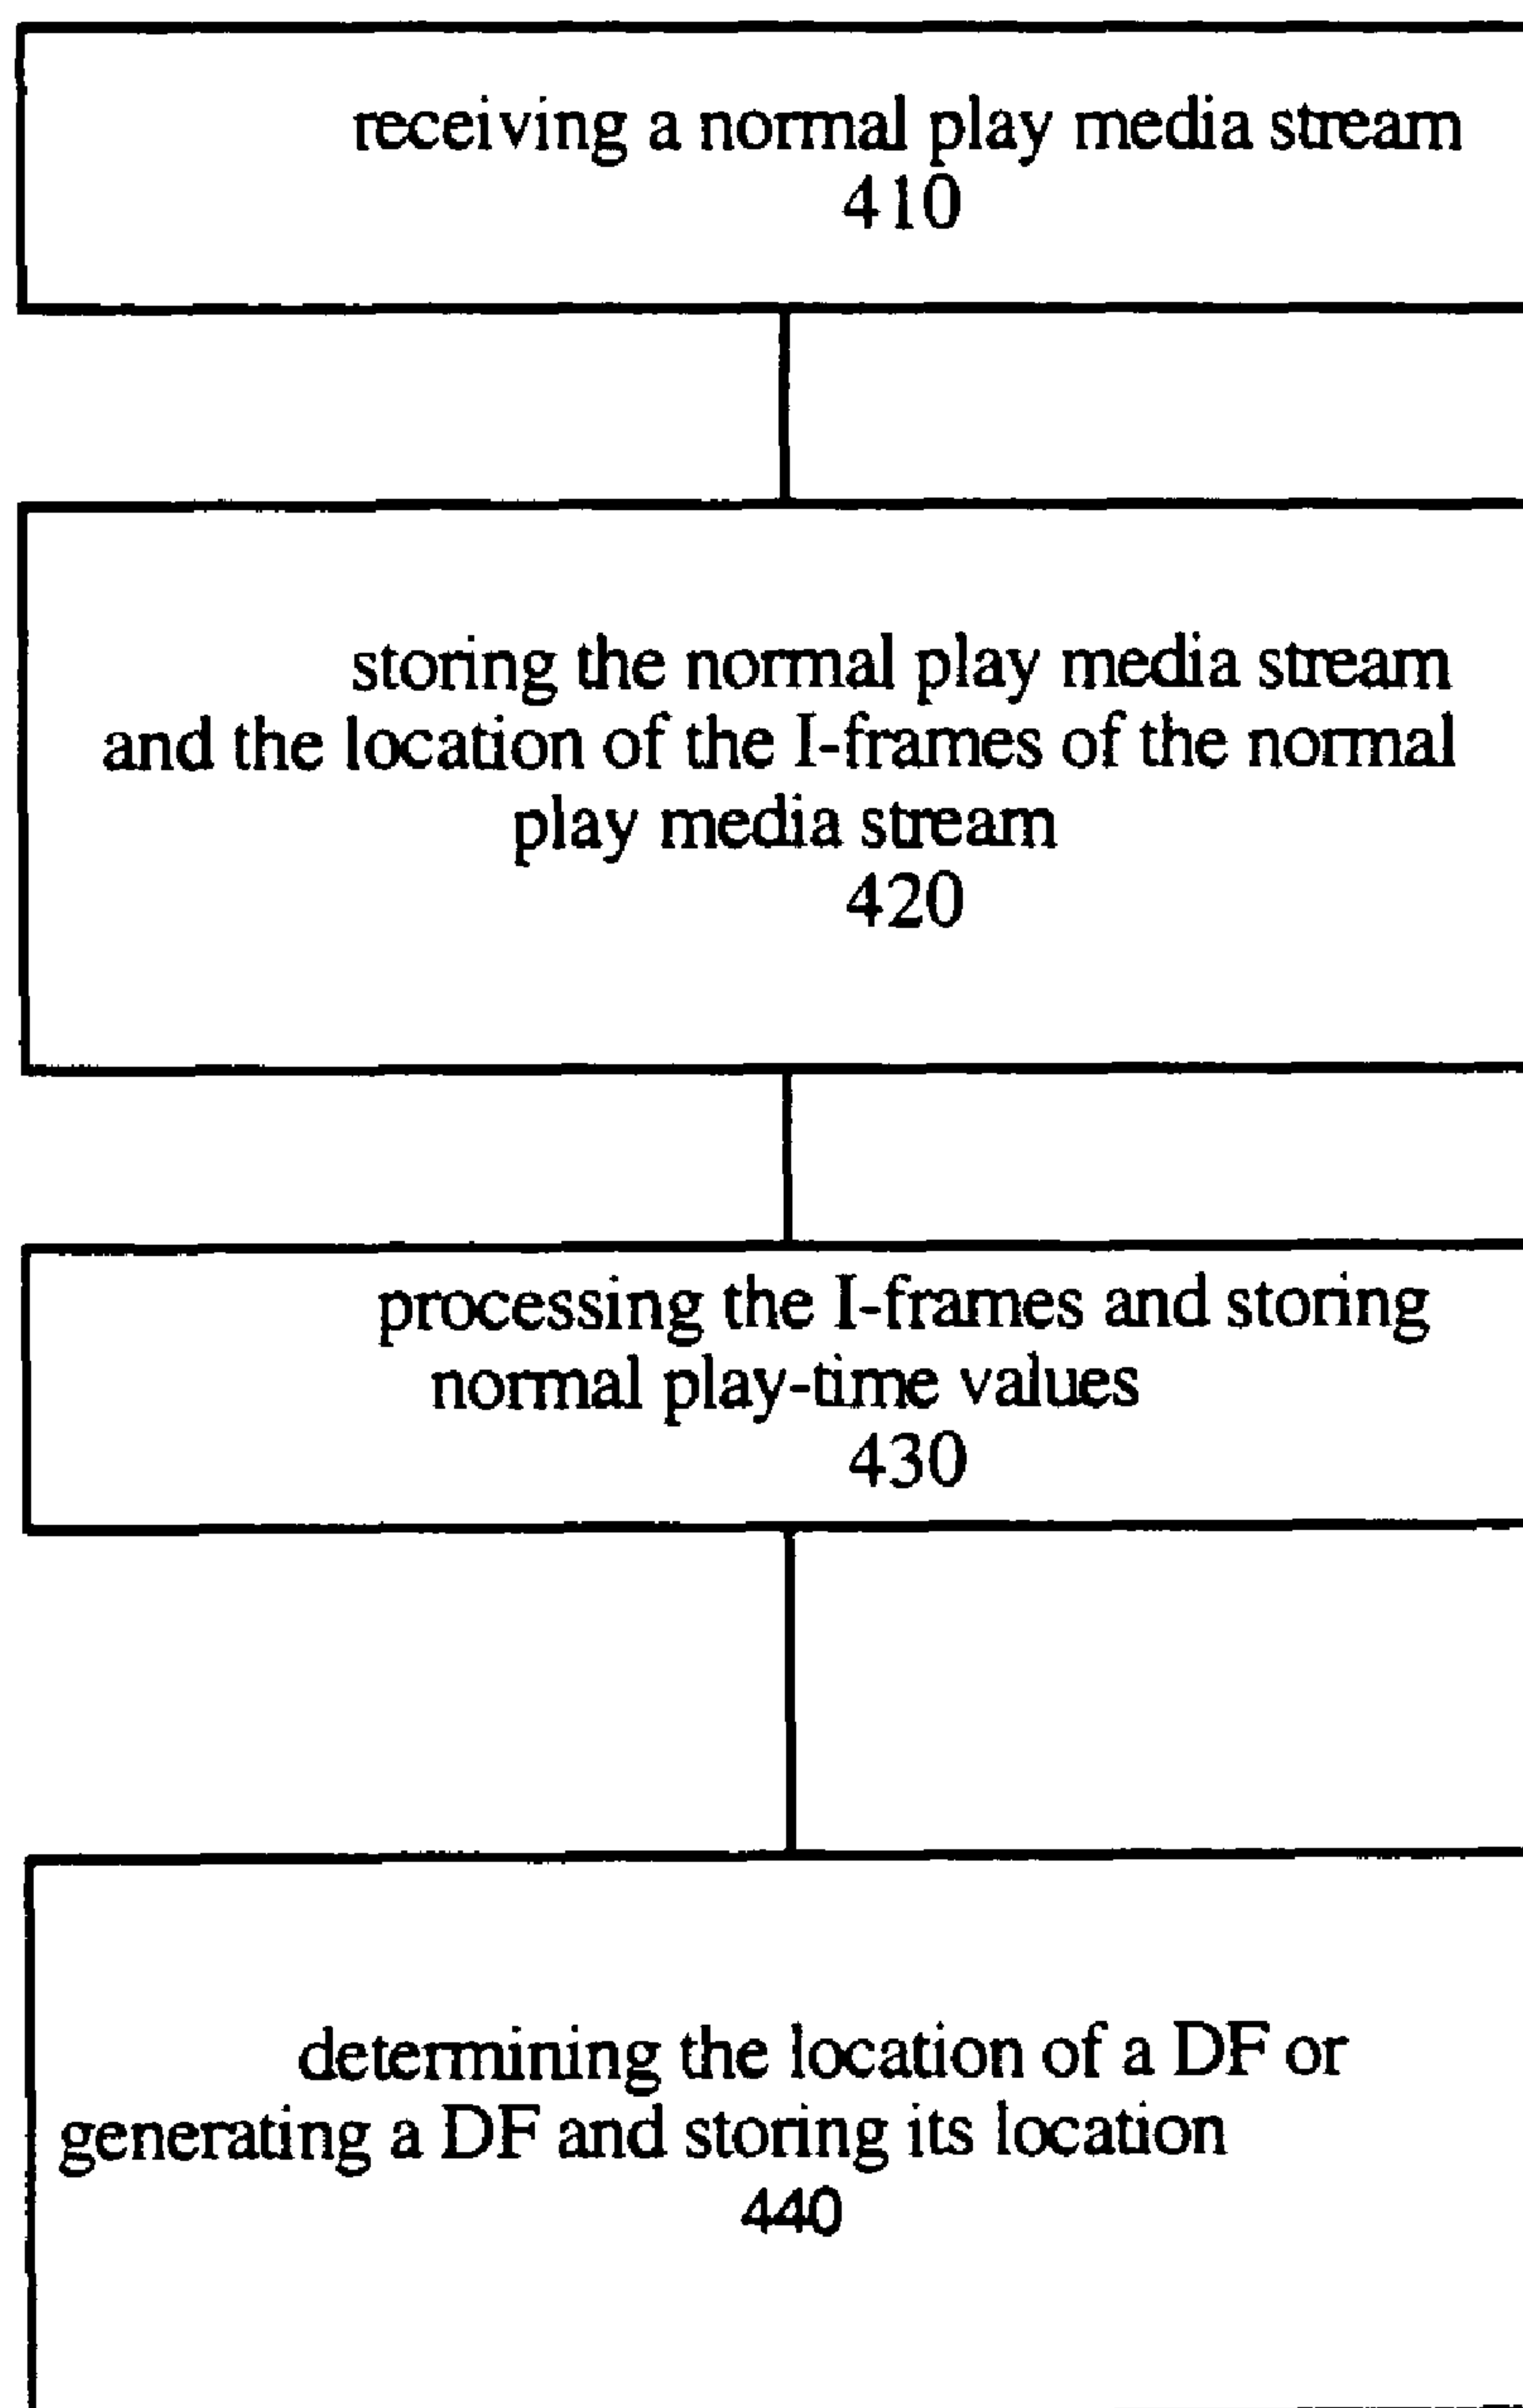 receiving a normal play media stream
410
storing the normal play media stream
and the location of the I-frames of the normal
play media stream
420
processing the I-frames and storing
normal play-time values
430
determining the location of a DF or
generating a DF and storing its location
440